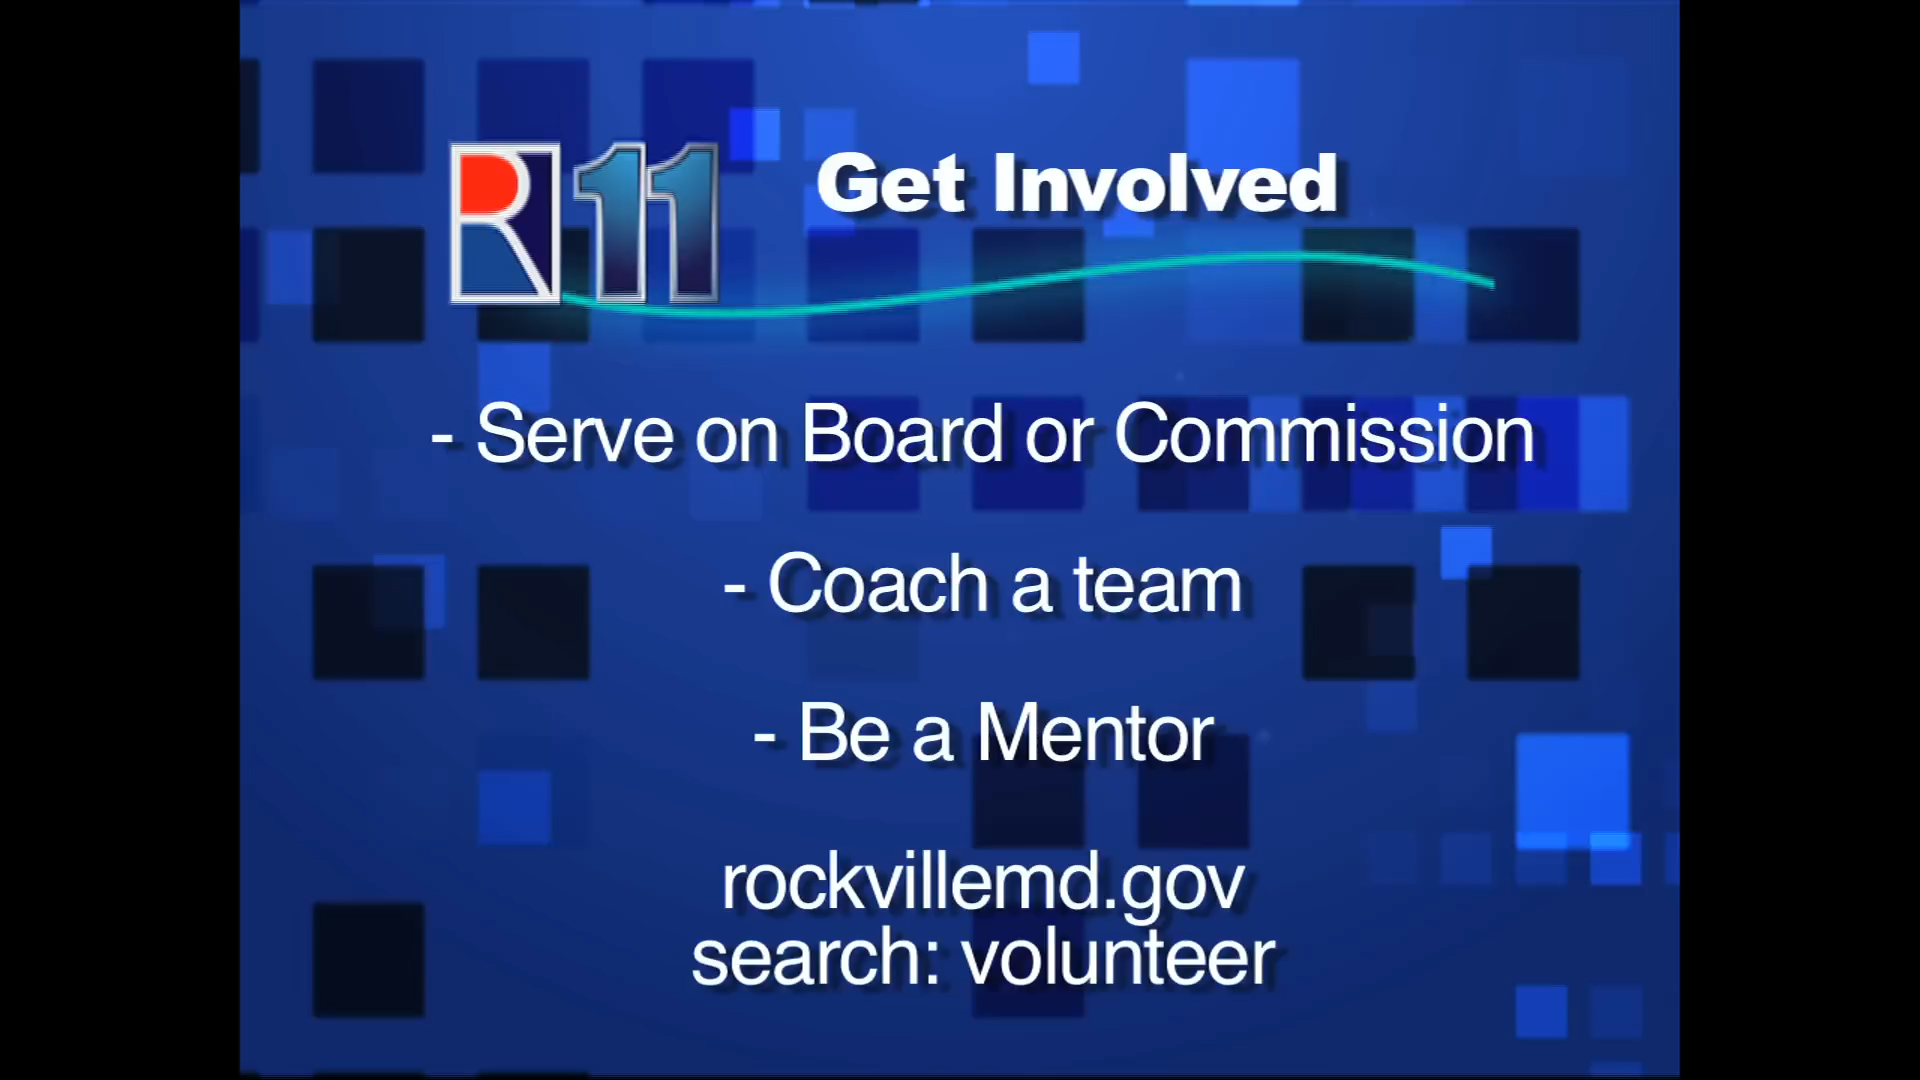 R11
Get Involved
- Serve on Board or Commission
- Coach a team
- Be a Mentor
rockvillemd.gov
search: volunteer